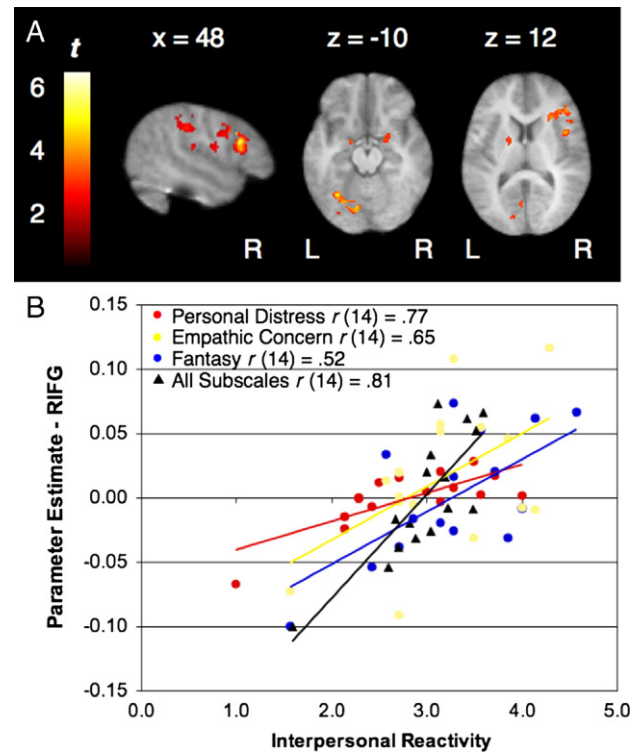 A
t
x = 48
z = -10
z = 12
6
4
2
R
L
R
L
R
B
Personal Distress r (14) = .77
Empathic Concern r (14) = .65
Fantasy r (14) = .52
All Subscales r (14) = .81
0.15
0.10
0.05
0.00
-0.05
-0.10
-0.15
Parameter Estimate - RIFG
0.0 1.0 2.0 3.0 4.0 5.0
Interpersonal Reactivity